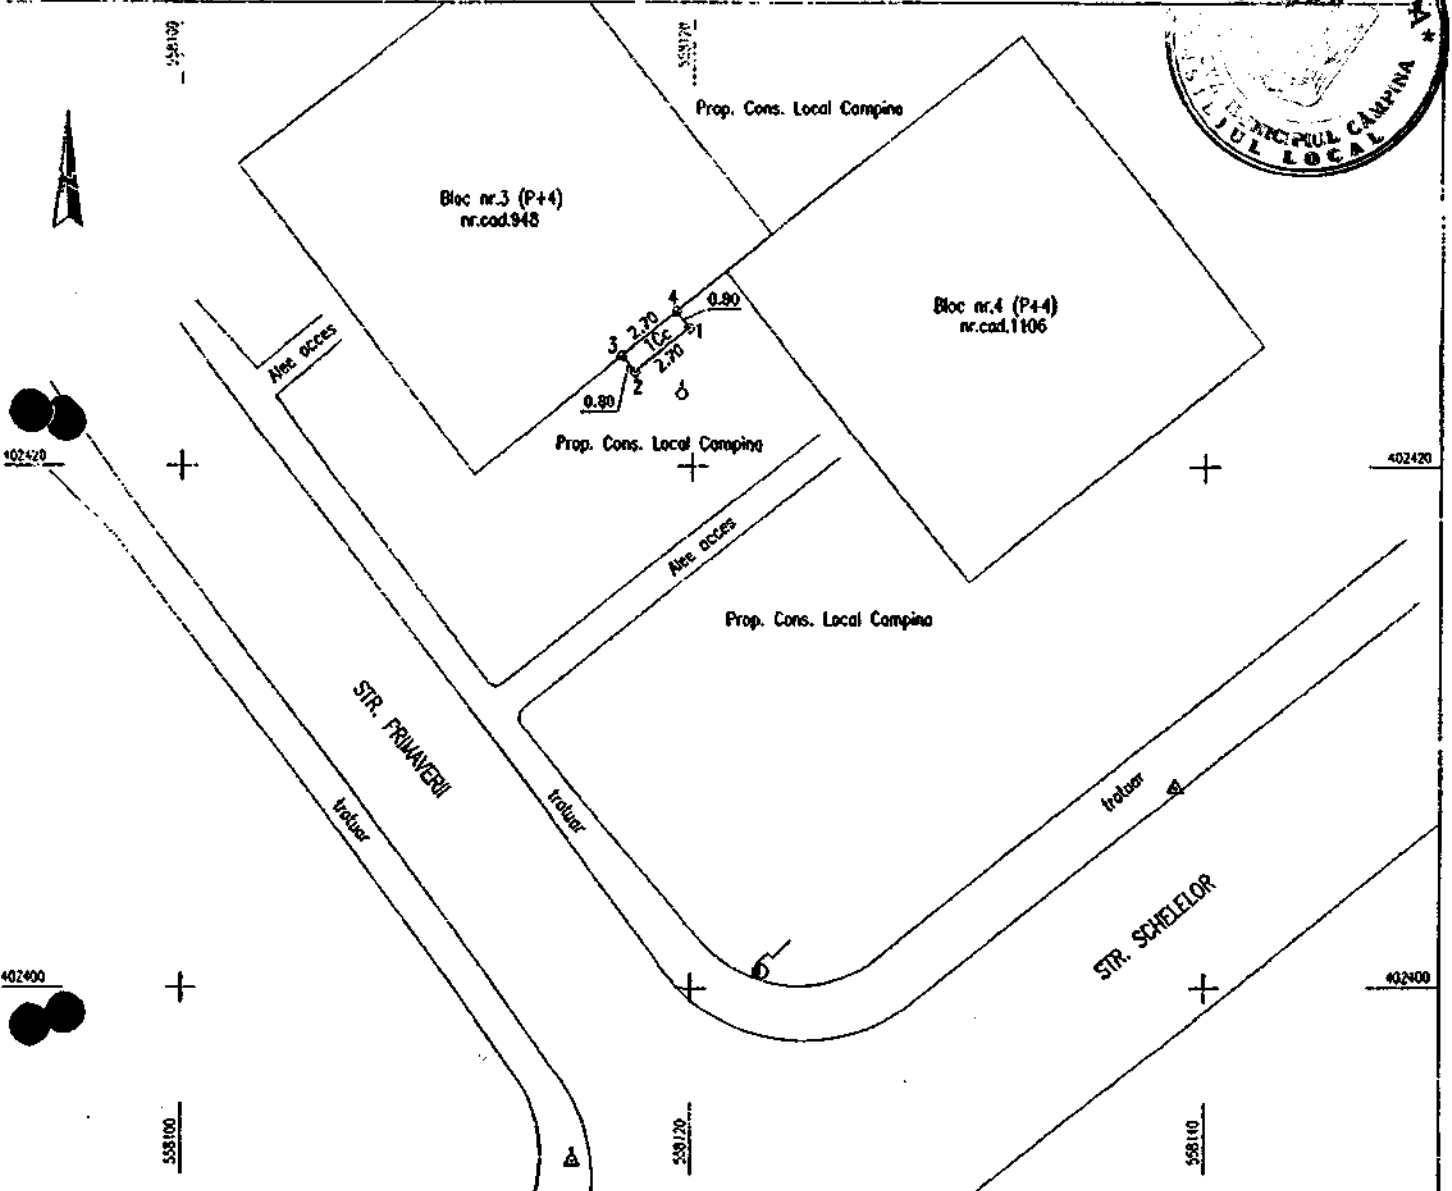 558100
558120
Prop. Cons. Local Campina
MUNICIPIUL CÂMPINA
LOCAL
Bloc nr.3 (P+4)
nr.cad.948
Bloc nr.4 (P+4)
nr.cad.1106
4
0.80
2.70
1Cc
1
3
2.70
2
0.80
Alee acces
Prop. Cons. Local Campina
402420
402420
Alee acces
Prop. Cons. Local Campina
STR. PRIMAVERII
trotuar
trotuar
trotuar
STR. SCHELELOR
402400
402400
558100
558120
558140